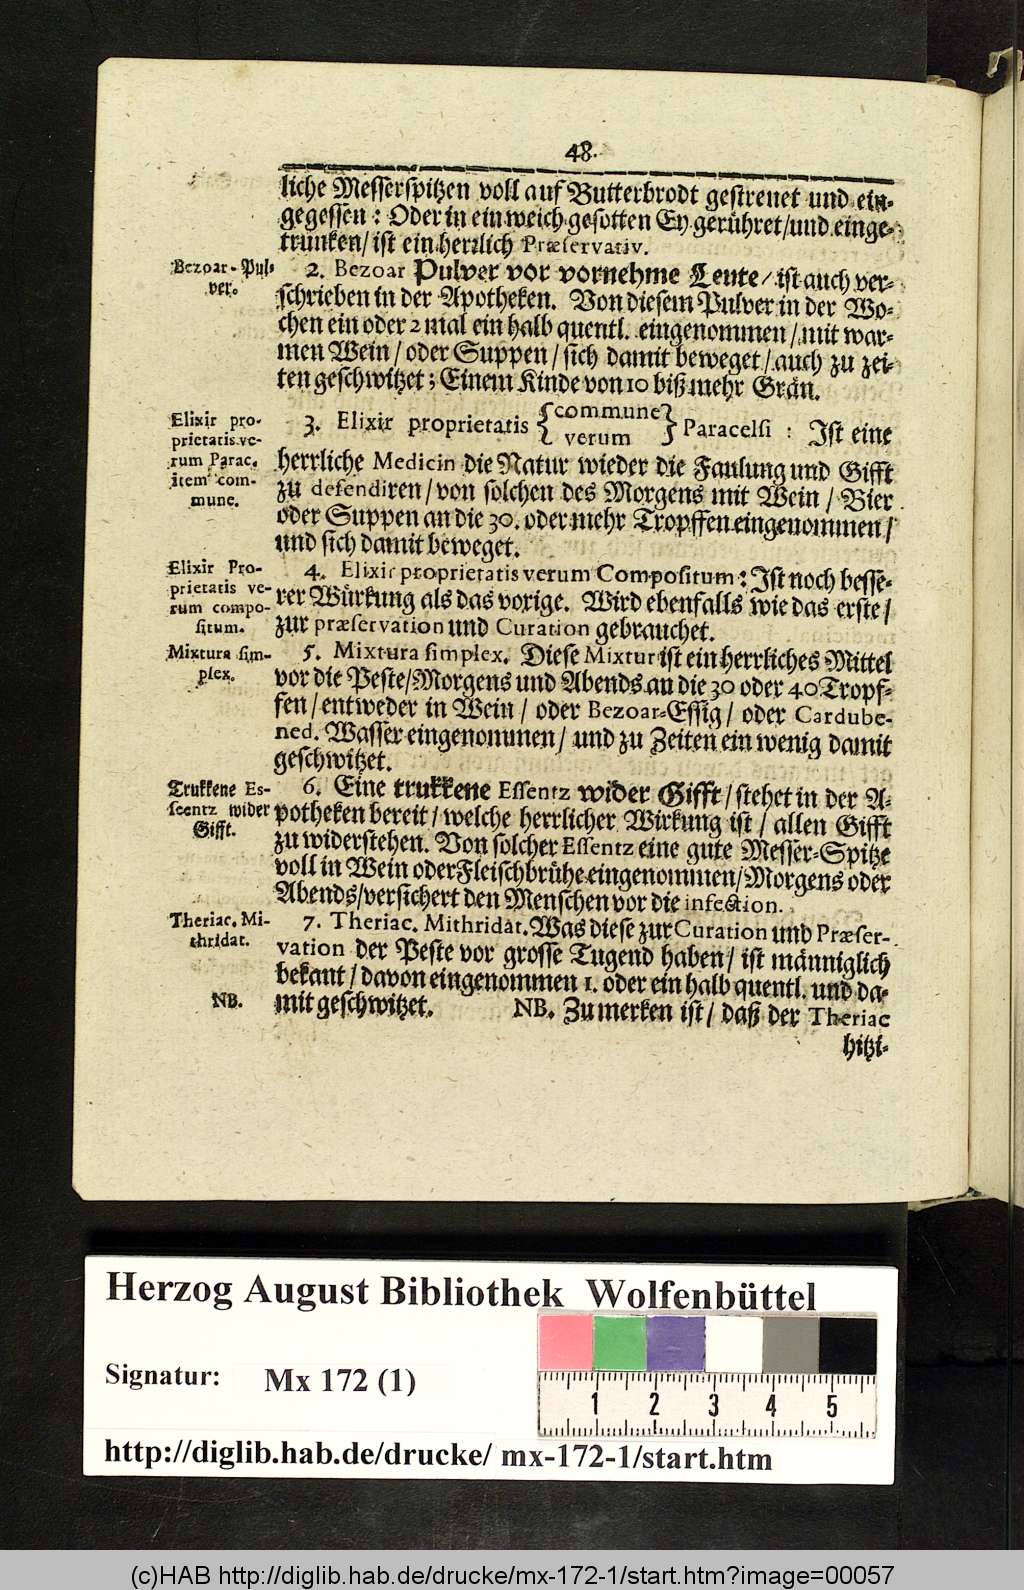 48.
liche Messerspitzen voll auf Butterbrodt gestreuet und ein-
gegessen: Oder in ein weich gesotten Ey gerühret/und einge-
trunken/ ist ein herrlich Præservativ.
Bezoar-Pul-
ver.
2. Bezoar Pulver vor vornehme Leute/ ist auch ver-
schrieben in der Apotheken. Von diesem Pulver in der Wo-
chen ein oder 2 mal ein halb quentl. eingenommen/ mit war-
men Wein/ oder Suppen/ sich damit beweget/ auch zu zei-
ten geschwitzet; Einem Kinde von 10 biß mehr Grän.
Elixir pro-
prietatis ve-
rum Parac.
item com-
mune.
3. Elixir proprietatis {commune verum} Paracelsi: Ist eine
herrliche Medicin die Natur wieder die Faulung und Gifft
zu defendiren/ von solchen des Morgens mit Wein/ Bier
oder Suppen an die 30. oder mehr Tropffen eingenommen/
und sich damit beweget.
Elixir Pro-
prietatis ve-
rum compo-
situm.
4. Elixir proprietatis verum Compositum: Ist noch besse-
rer Würkung als das vorige. Wird ebenfalls wie das erste/
zur præservation und Curation gebrauchet.
Mixtura sim-
plex.
5. Mixtura simplex. Diese Mixtur ist ein herrliches Mittel
vor die Peste/Morgens und Abends an die 30 oder 40 Tropf-
fen/ entweder in Wein/ oder Bezoar-Essig/ oder Cardube-
ned. Wasser eingenommen/ und zu Zeiten ein wenig damit
geschwitzet.
Trukkene Es-
seentz wider
Gifft.
6. Eine trukkene Essentz wider Gifft/ stehet in der A-
potheken bereit/ welche herrlicher Wirkung ist/ allen Gifft
zu widerstehen. Von solcher Essentz eine gute Messer-Spitze
voll in Wein oder Fleischbrühe eingenommen/Morgens oder
Abends/versichert den Menschen vor die infection.
Theriac. Mi-
thridat.
7. Theriac. Mithridat. Was diese zur Curation und Præser-
vation der Peste vor grosse Tugend haben/ ist männiglich
bekant/ davon eingenommen 1. oder ein halb quentl. und da-
NB.
mit geschwitzet. NB. Zu merken ist/ daß der Theriac
hitzi-
Herzog August Bibliothek Wolfenbüttel
Signatur: Mx 172 (1)
1 2 3 4 5
http://diglib.hab.de/drucke/ mx-172-1/start.htm
(c)HAB http://diglib.hab.de/drucke/mx-172-1/start.htm?image=00057